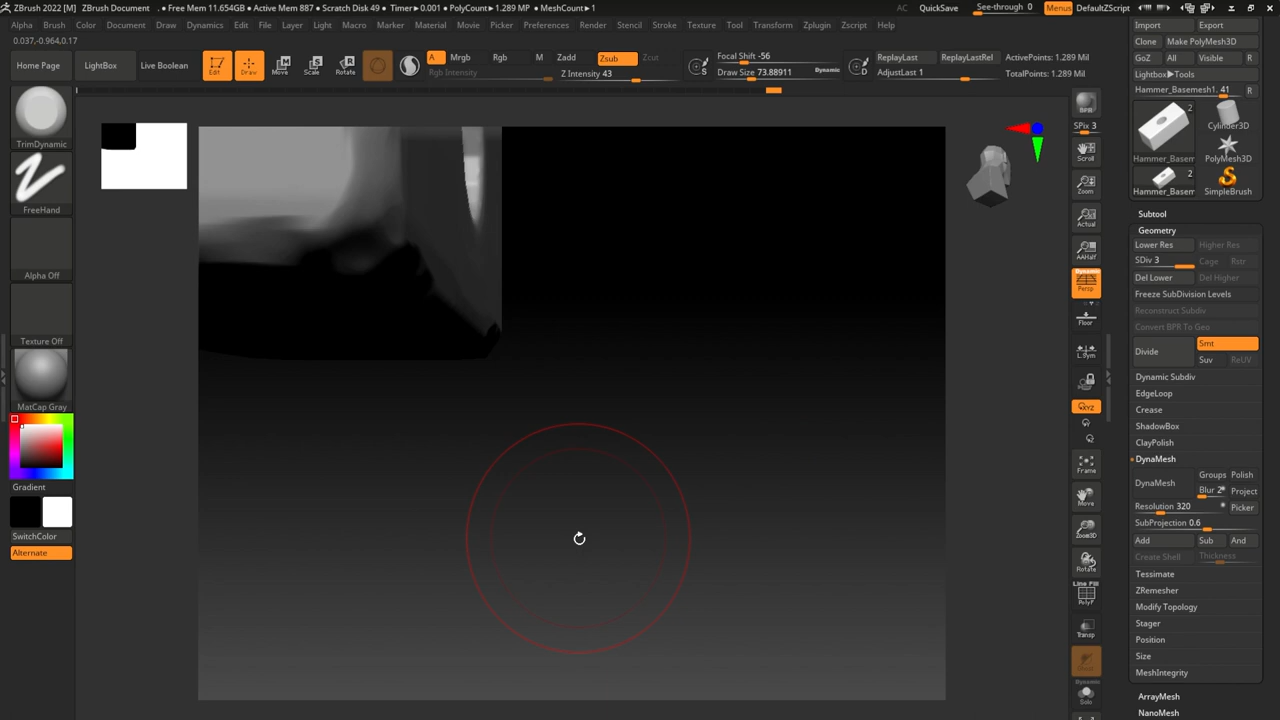 ZBrush 2022 [M]   ZBrush Document   , • Free Mem 11.654GB • Active Mem 887 • Scratch Disk 49 • Timer▶0.001 • PolyCount▶1.289 MP • MeshCount▶1   AC   QuickSave   See-through 0   Menus   DefaultZScript
Alpha   Brush   Color   Document   Draw   Dynamics   Edit   File   Layer   Light   Macro   Marker   Material   Movie   Picker   Preferences   Render   Stencil   Stroke   Texture   Tool   Transform   Zplugin   Zscript   Help
0.037,-0.964,0.17
Home Page   LightBox   Live Boolean   Edit   Draw   Move   Scale   Rotate   A   Mrgb   Rgb   M   Zadd   Zsub   Zcut
Rgb Intensity   Z Intensity 43
S   Focal Shift -56
Draw Size 73.88911   Dynamic
D   ReplayLast   ReplayLastRel
AdjustLast 1
ActivePoints: 1.289 Mil
TotalPoints: 1.289 Mil
TrimDynamic
FreeHand
Alpha Off
Texture Off
MatCap Gray
Gradient
SwitchColor
Alternate
BPR
SPix 3
Scroll
Zoom
Actual
AAHalf
Dynamic
Persp
Floor
L.Sym
XYZ
Frame
Move
Zoom3D
Rotate
Line Fill
PolyF
Transp
Dynamic
Solo
Import   Export
Clone   Make PolyMesh3D
GoZ   All   Visible   R
Lightbox▶Tools
Hammer_Basemesh1. 41   R
2
Hammer_Basem
Cylinder3D
PolyMesh3D
2
Hammer_Basem
SimpleBrush
Subtool
Geometry
Lower Res   Higher Res
SDiv 3   Cage   Rstr
Del Lower   Del Higher
Freeze SubDivision Levels
Reconstruct Subdiv
Convert BPR To Geo
Divide   Smt
Suv   ReUV
Dynamic Subdiv
EdgeLoop
Crease
ShadowBox
ClayPolish
DynaMesh
DynaMesh   Groups   Polish
Blur 2   Project
Resolution 320   Picker
SubProjection 0.6
Add   Sub   And
Create Shell   Thickness
Tessimate
ZRemesher
Modify Topology
Stager
Position
Size
MeshIntegrity
ArrayMesh
NanoMesh